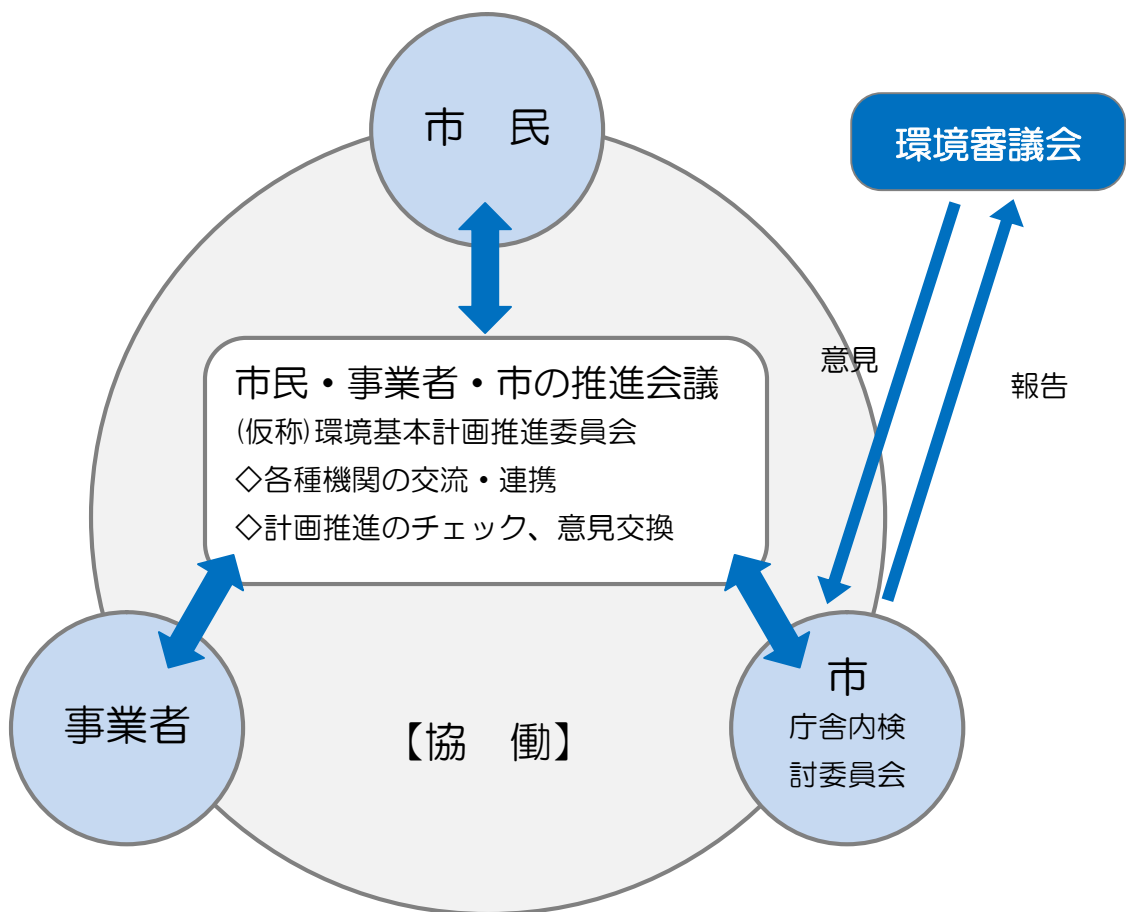 市　民
環境審議会
意見
報告
市民・事業者・市の推進会議
(仮称)環境基本計画推進委員会
◇各種機関の交流・連携
◇計画推進のチェック、意見交換
事業者
【協　働】
市
庁舎内検
討委員会